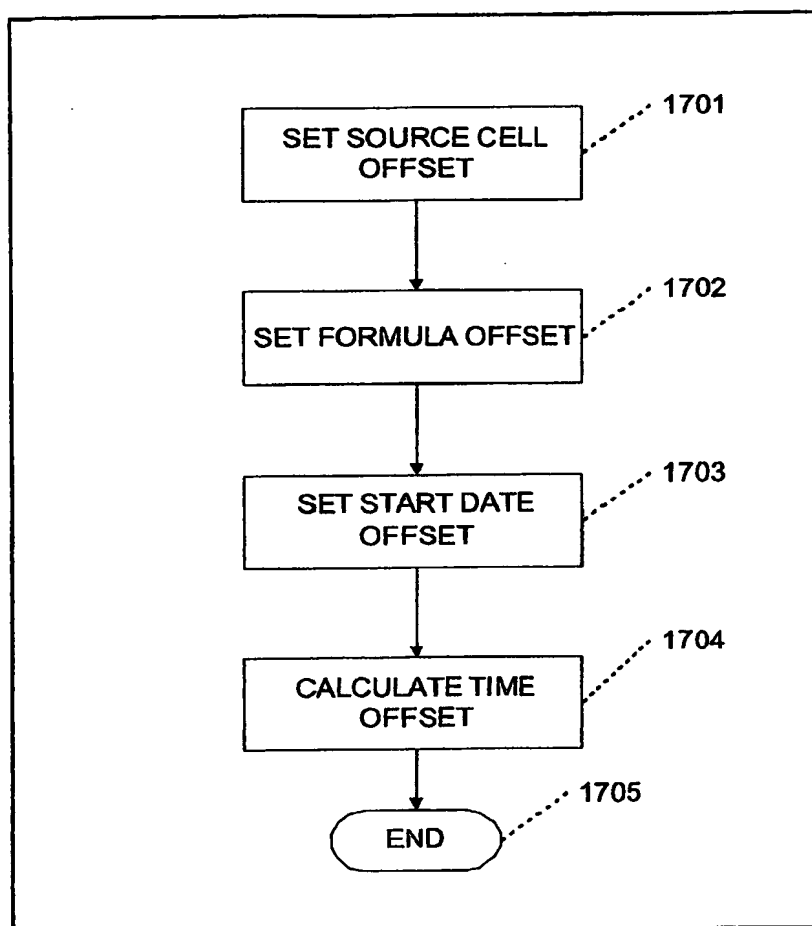 1701
SET SOURCE CELL
OFFSET
1702
SET FORMULA OFFSET
1703
SET START DATE
OFFSET
1704
CALCULATE TIME
OFFSET
1705
END